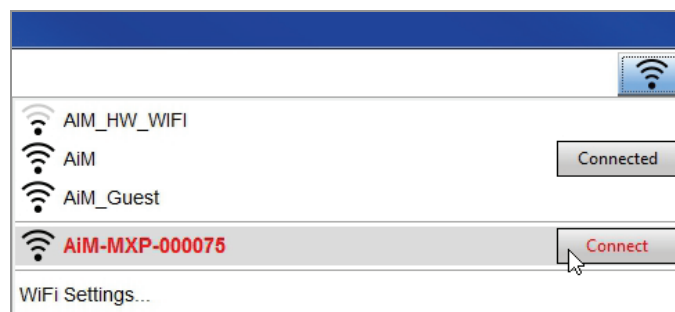 AiM_HW_WIFI
AiM
Connected
AiM_Guest
AiM-MXP-000075
Connect
WiFi Settings...